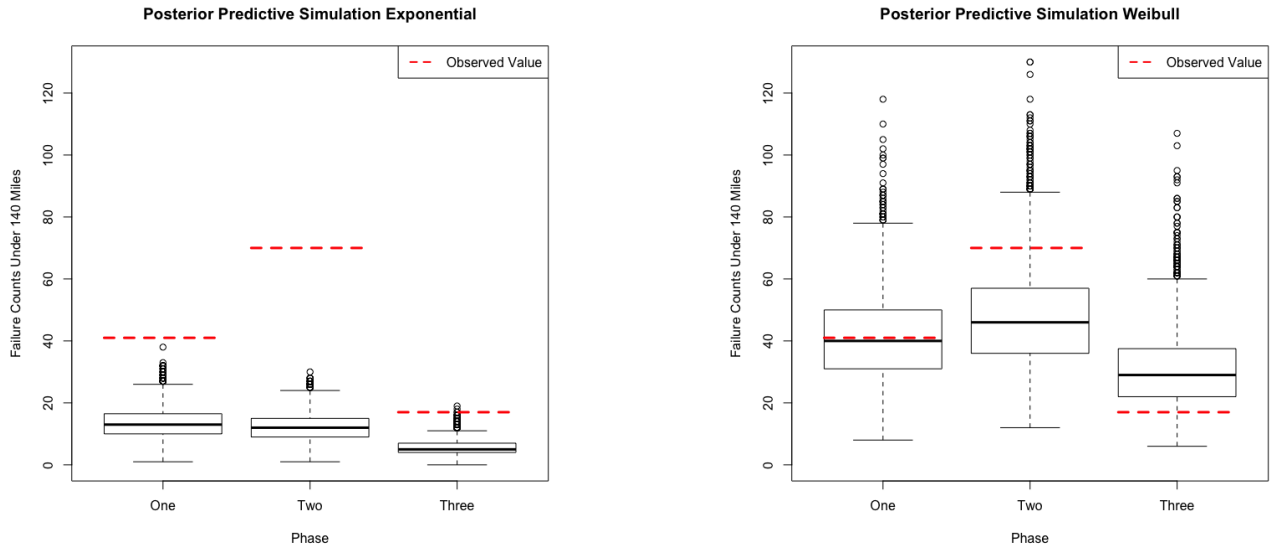 Posterior Predictive Simulation Exponential
Observed Value
Failure Counts Under 140 Miles
120
100
80
60
40
20
0
One Two Three
Phase
Posterior Predictive Simulation Weibull
Observed Value
Failure Counts Under 140 Miles
120
100
80
60
40
20
0
One Two Three
Phase